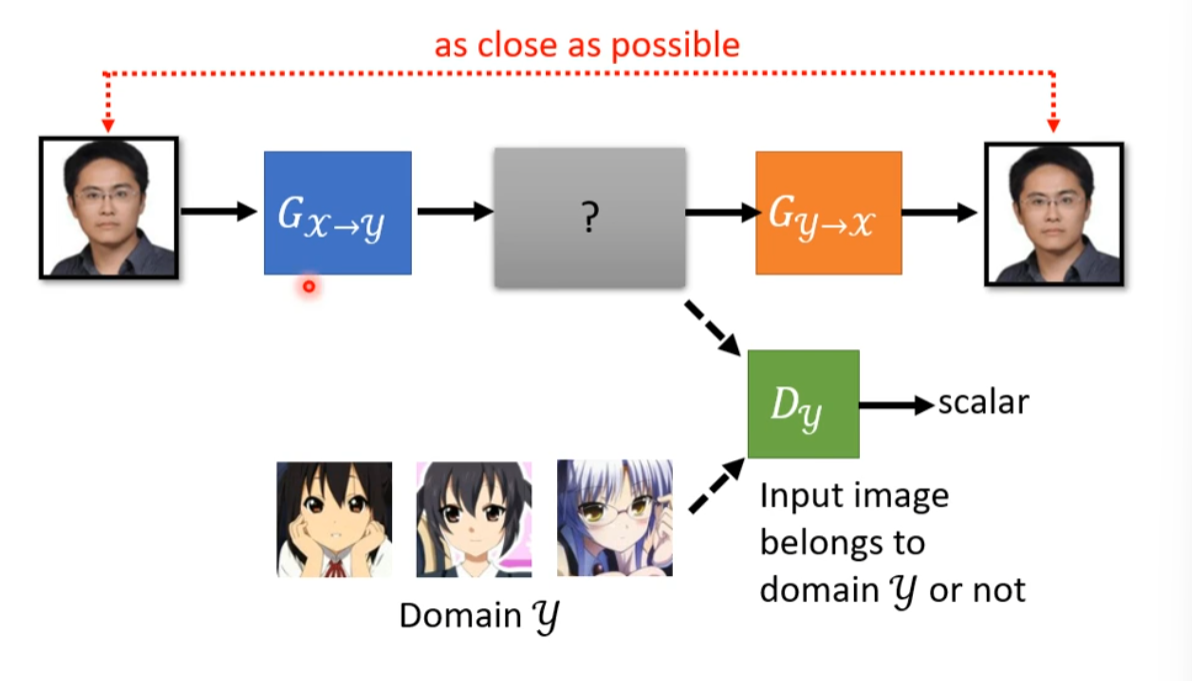 as close as possible
G𝒳→𝒴
?
G𝒴→𝒳
D𝒴
scalar
Input image
belongs to
domain 𝒴 or not
Domain 𝒴